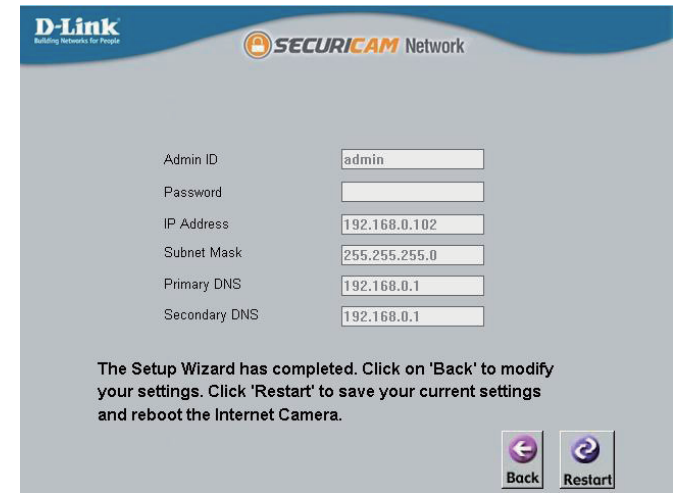 D-Link
Building Networks for People
SECURICAM Network
Admin ID admin
Password
IP Address 192.168.0.102
Subnet Mask 255.255.255.0
Primary DNS 192.168.0.1
Secondary DNS 192.168.0.1
The Setup Wizard has completed. Click on 'Back' to modify
your settings. Click 'Restart' to save your current settings
and reboot the Internet Camera.
Back Restart